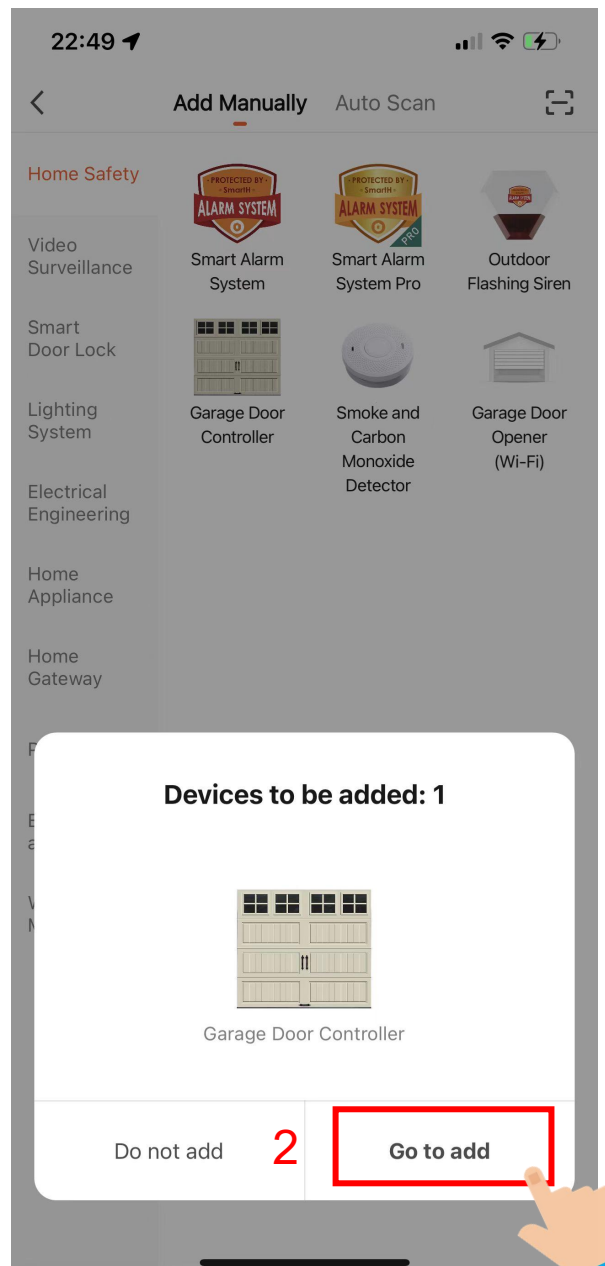 22:49
Add Manually
Auto Scan
Home Safety
Video
Surveillance
Smart
Door Lock
Lighting
System
Electrical
Engineering
Home
Appliance
Home
Gateway
PROTECTED BY
SmartH
ALARM SYSTEM
Smart Alarm
System
PROTECTED BY
SmartH
ALARM SYSTEM
PRO
Smart Alarm
System Pro
ALARM SYSTEM
Outdoor
Flashing Siren
Garage Door
Controller
Smoke and
Carbon
Monoxide
Detector
Garage Door
Opener
(Wi-Fi)
Devices to be added: 1
Garage Door Controller
Do not add
2
Go to add